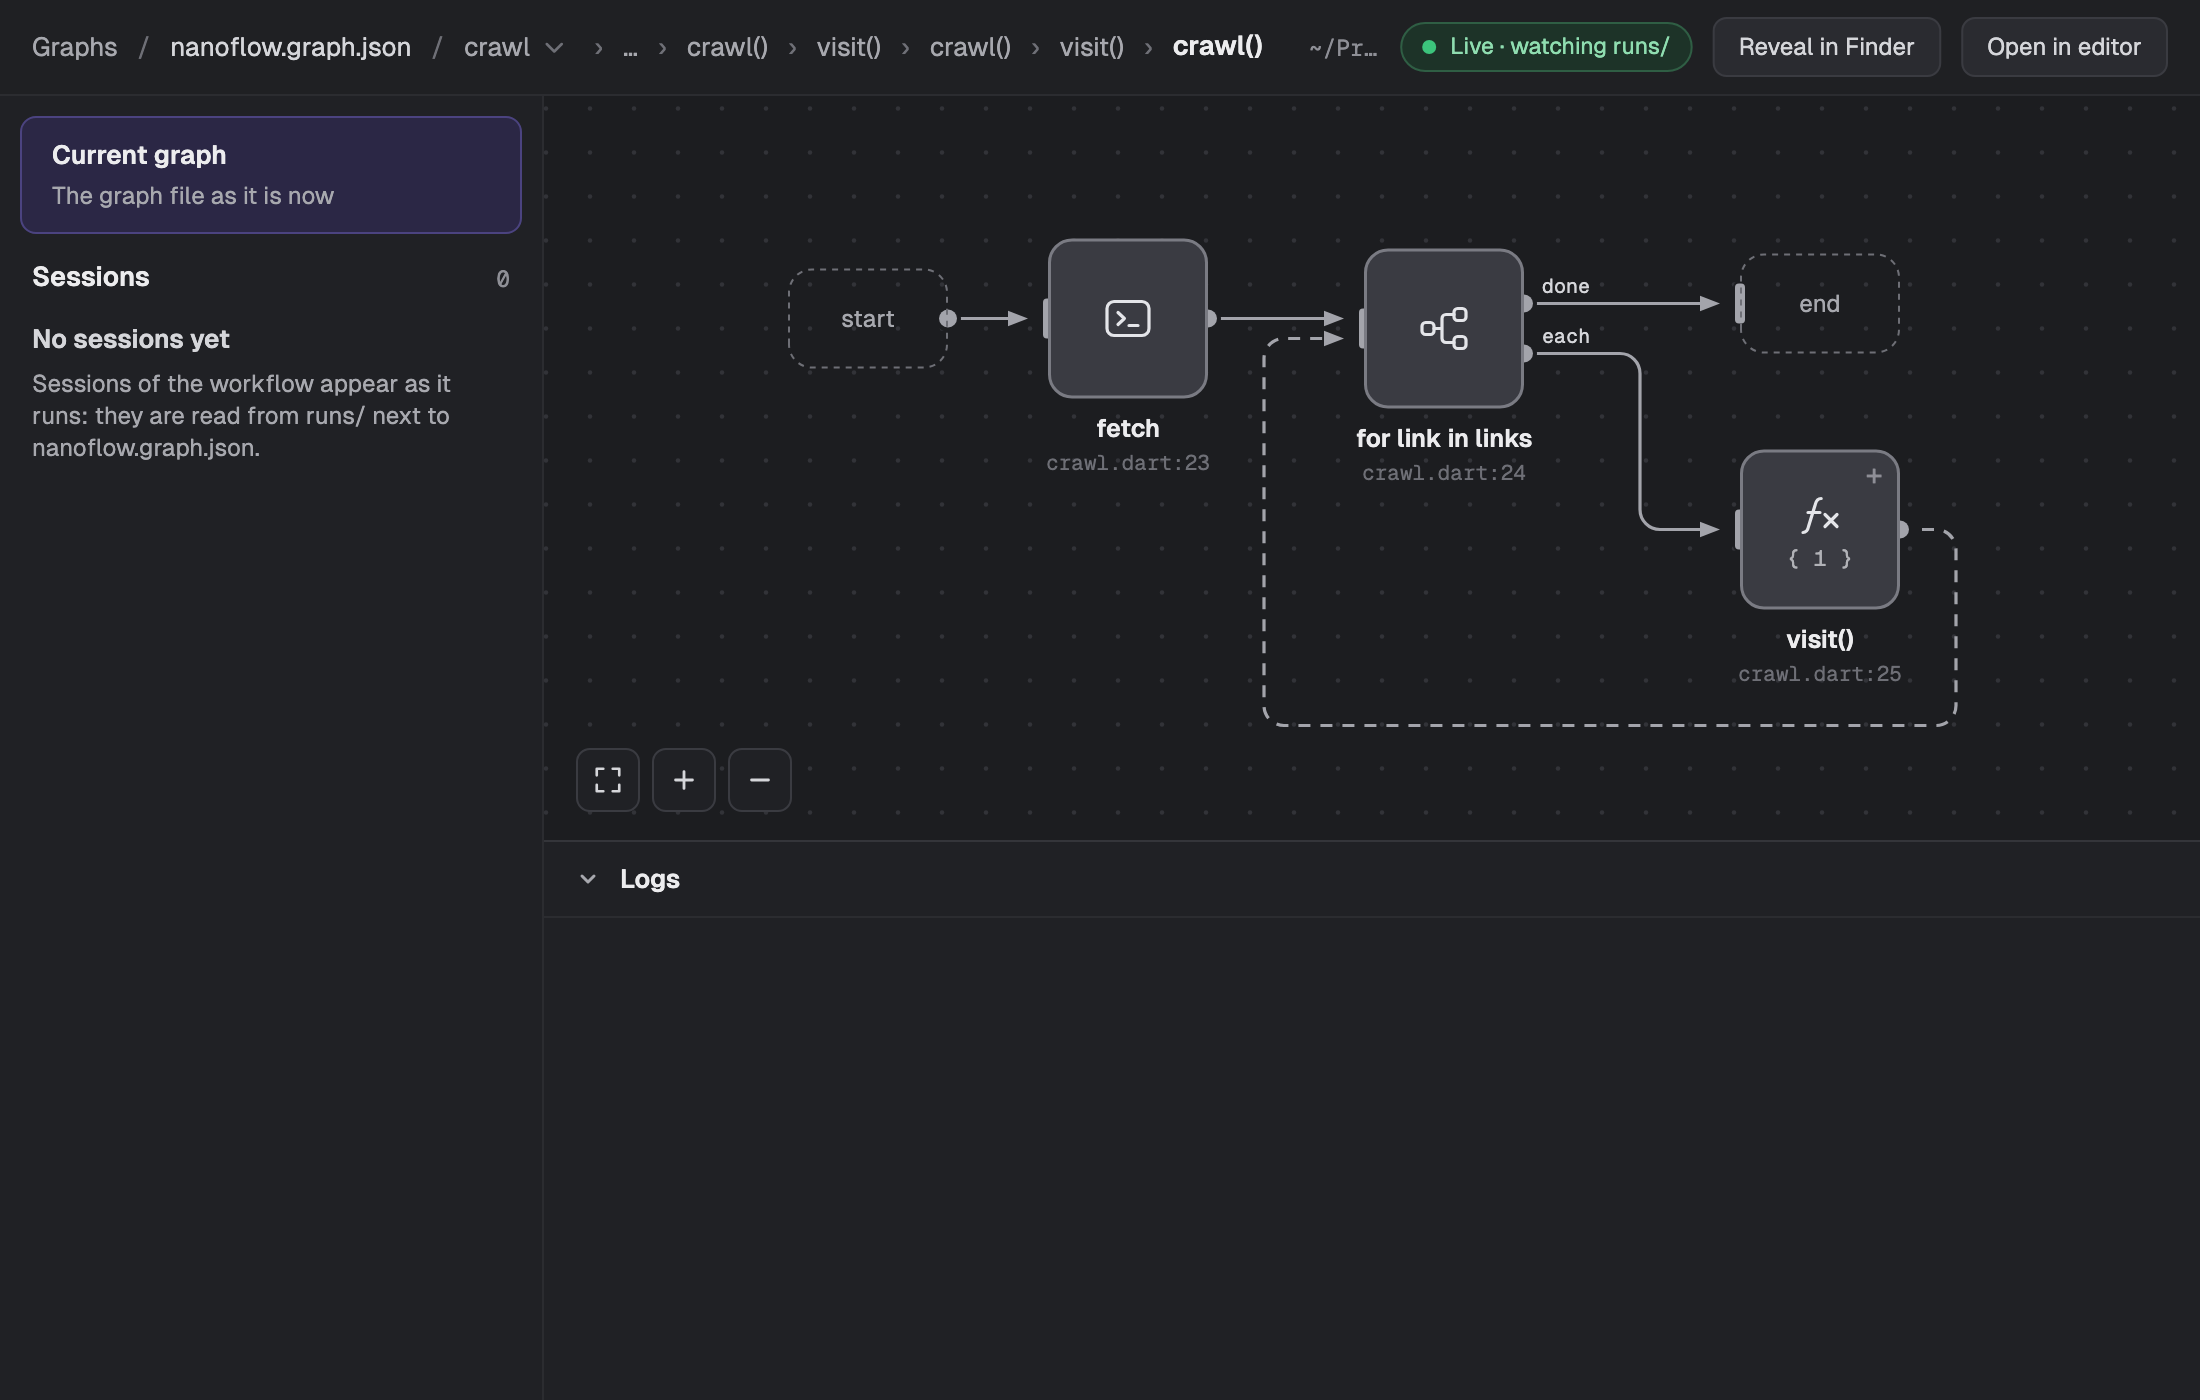 Graphs / nanoflow.graph.json / crawl › … › crawl() › visit() › crawl() › visit() › crawl() ~/Pr… Live · watching runs/ Reveal in Finder Open in editor
Current graph
The graph file as it is now
Sessions 0
No sessions yet
Sessions of the workflow appear as it
runs: they are read from runs/ next to
nanoflow.graph.json.
start
fetch
crawl.dart:23
for link in links
crawl.dart:24
done
each
end
ƒx
{ 1 }
visit()
crawl.dart:25
Logs